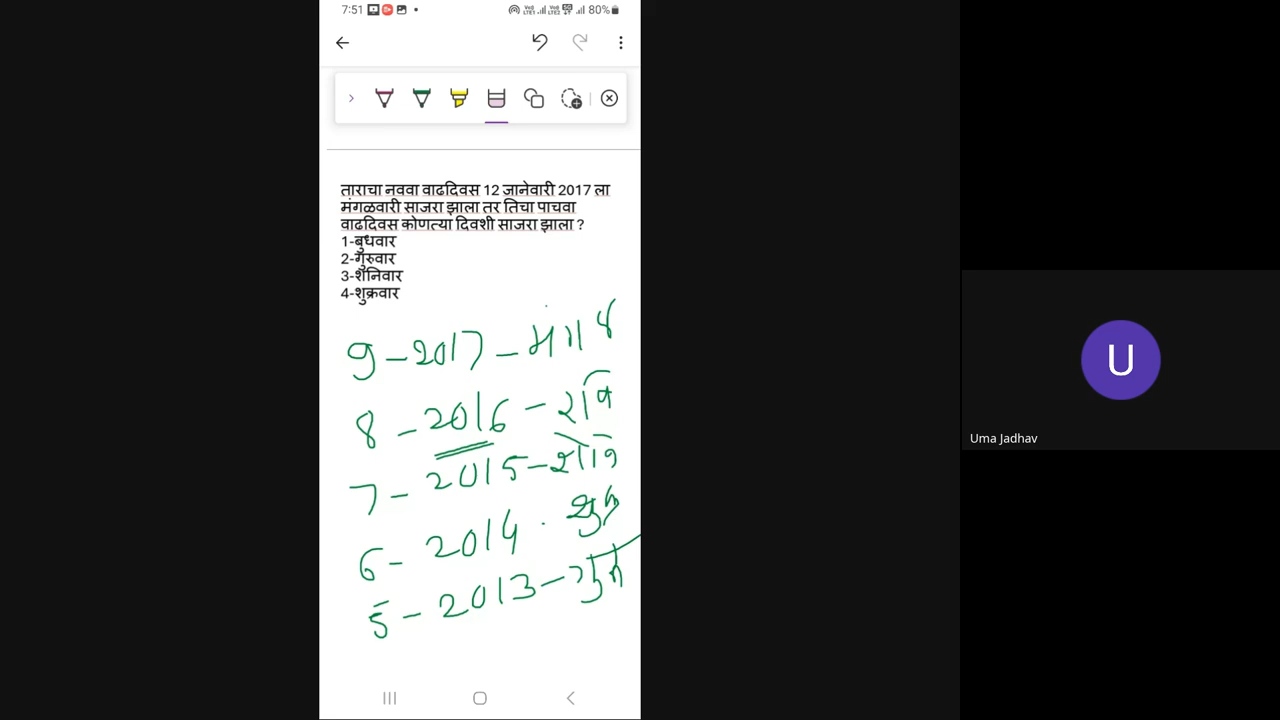 7:51 80%
ताराचा नववा वाढदिवस 12 जानेवारी 2017 ला
मंगळवारी साजरा झाला तर तिचा पाचवा
वाढदिवस कोणत्या दिवशी साजरा झाला ?
1-बुधवार
2-गुरुवार
3-शनिवार
4-शुक्रवार
9-2017-मंगळ
8-2016-रवि
7-2015-शनि
6-2014. शुक्र
5-2013-गुरु
U
Uma Jadhav